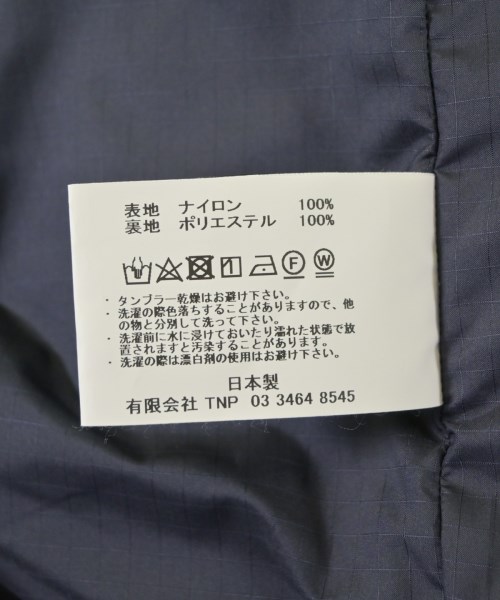 表地 ナイロン 100%
裏地 ポリエステル 100%
F W
・タンブラー乾燥はお避け下さい。
・洗濯の際色落ちすることがありますので、他
の物と分別して洗って下さい。
・洗濯前に水に浸けておいたり濡れた状態で放
置されますと汚染することがあります。
・洗濯の際は漂白剤の使用はお避け下さい。
日本製
有限会社 TNP 03 3464 8545